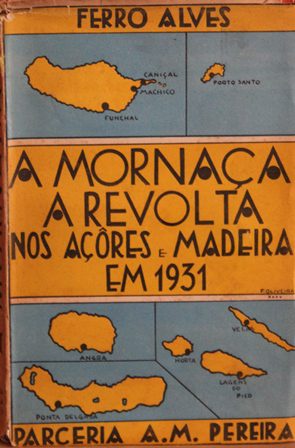 FERRO ALVES
CANIÇAL
MACHICO
FUNCHAL
PORTO SANTO
A MORNAÇA
A REVOLTA
NOS AÇÔRES E MADEIRA
EM 1931
F. OLIVEIRA
VELAS
ANGRA
HORTA
LAGENS
DO
PICO
PONTA DELGADA
PARCERIA A.M. PEREIRA